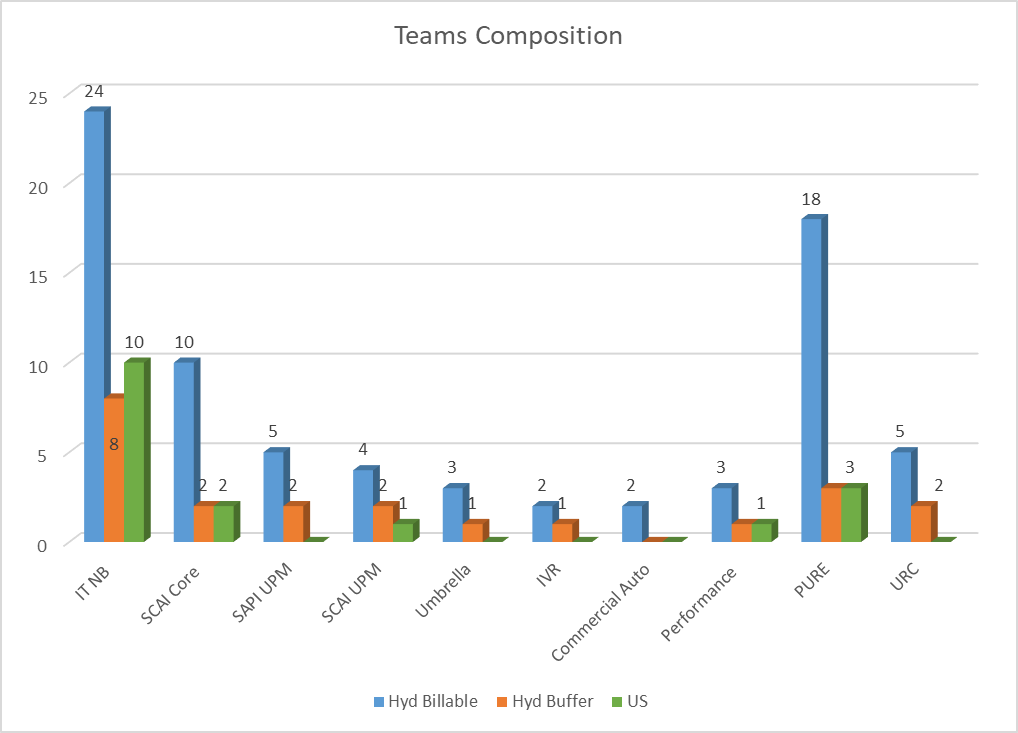 Teams Composition
25
20
15
10
5
0
24
8
10
10
2
2
5
2
4
2
1
3
1
2
1
2
3
1
18
3
5
2
IT NB
SCAI Core
SAPI UPM
SCAI UPM
Umbrella
IVR
Commercial Auto
Performance
PURE
URC
Hyd Billable
Hyd Buffer
US